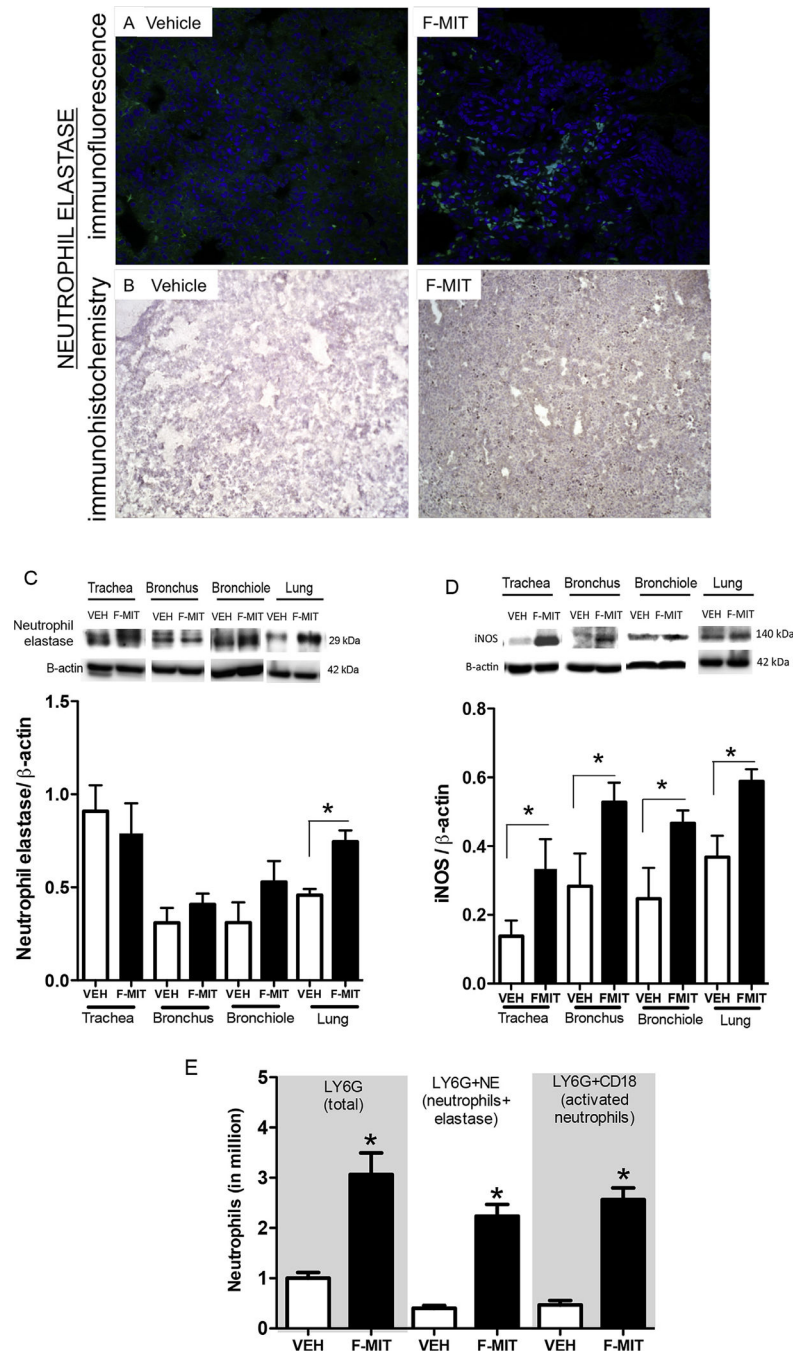 NEUTROPHIL ELASTASE
immunofluorescence
A Vehicle
F-MIT
immunohistochemistry
B Vehicle
F-MIT
C
Trachea Bronchus Bronchiole Lung
VEH F-MIT VEH F-MIT VEH F-MIT VEH F-MIT
Neutrophil
elastase
29 kDa
B-actin
42 kDa
Neutrophil elastase/ β-actin
1.5
1.0
0.5
0.0
*
VEH F-MIT VEH F-MIT VEH F-MIT VEH F-MIT
Trachea Bronchus Bronchiole Lung
D
Trachea Bronchus Bronchiole Lung
VEH F-MIT VEH F-MIT VEH F-MIT VEH F-MIT
iNOS
140 kDa
B-actin
42 kDa
iNOS / β-actin
0.8
0.6
0.4
0.2
0.0
* * * *
VEH FMIT VEH FMIT VEH FMIT VEH FMIT
Trachea Bronchus Bronchiole Lung
E
Neutrophils (in million)
5
4
3
2
1
0
LY6G
(total)
LY6G+NE
(neutrophils+
elastase)
LY6G+CD18
(activated
neutrophils)
* * *
VEH F-MIT VEH F-MIT VEH F-MIT